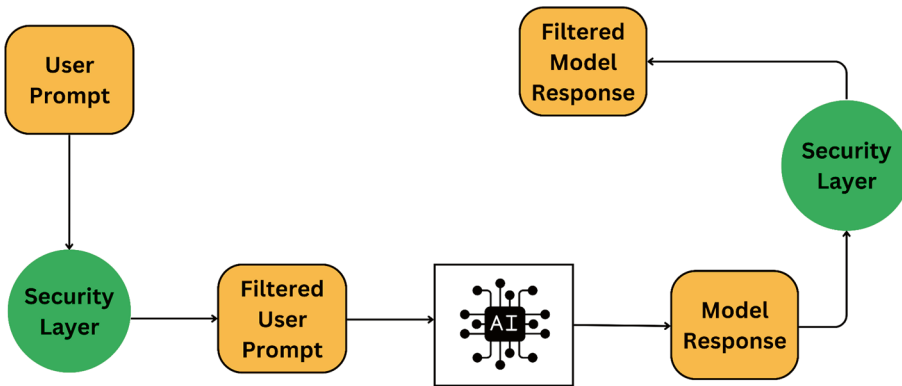 User
Prompt
Security
Layer
Filtered
User
Prompt
AI
Model
Response
Security
Layer
Filtered
Model
Response